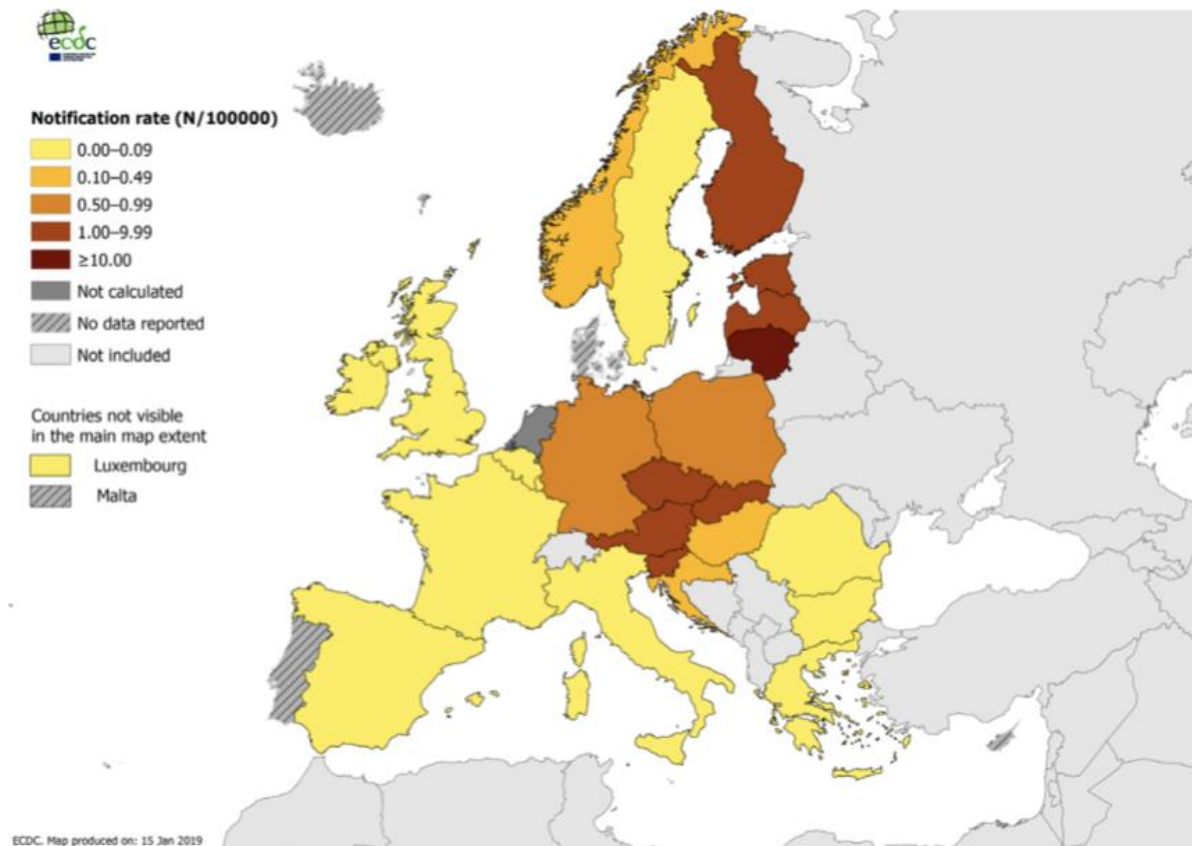 ecdc
Notification rate (N/100000)
0.00–0.09
0.10–0.49
0.50–0.99
1.00–9.99
≥10.00
Not calculated
No data reported
Not included
Countries not visible
in the main map extent
Luxembourg
Malta
ECDC. Map produced on: 15 Jan 2019